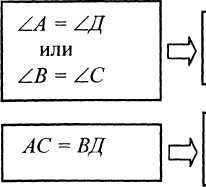 ∠A = ∠Д
или
∠B = ∠C
AC = BД